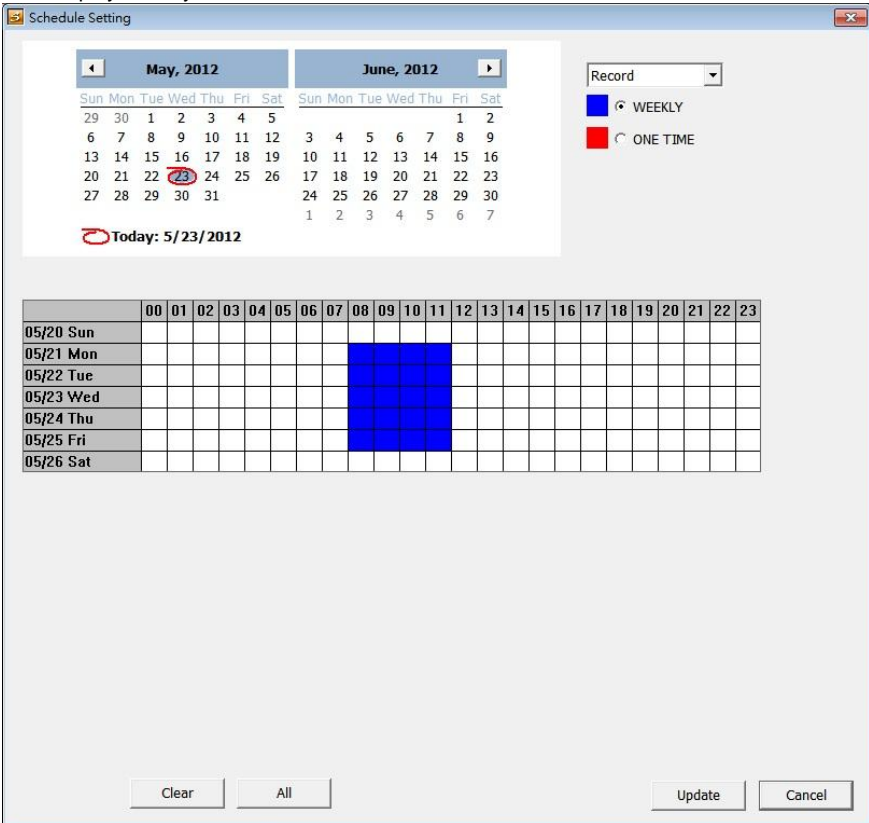 Schedule Setting
May, 2012 June, 2012
Sun Mon Tue Wed Thu Fri Sat Sun Mon Tue Wed Thu Fri Sat
29 30 1 2 3 4 5 1 2
6 7 8 9 10 11 12 3 4 5 6 7 8 9
13 14 15 16 17 18 19 10 11 12 13 14 15 16
20 21 22 23 24 25 26 17 18 19 20 21 22 23
27 28 29 30 31 24 25 26 27 28 29 30
1 2 3 4 5 6 7
Today: 5/23/2012
Record
WEEKLY
ONE TIME
00 01 02 03 04 05 06 07 08 09 10 11 12 13 14 15 16 17 18 19 20 21 22 23
05/20 Sun
05/21 Mon
05/22 Tue
05/23 Wed
05/24 Thu
05/25 Fri
05/26 Sat
Clear All Update Cancel